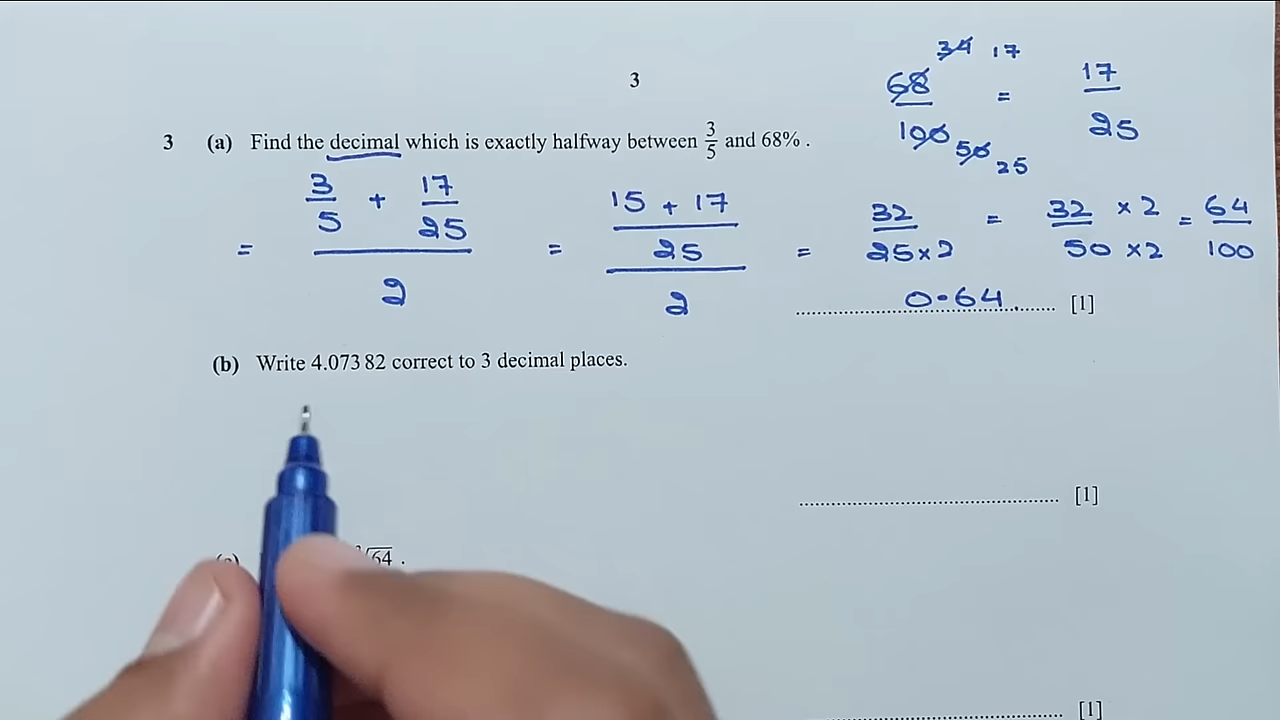 3
34 17
68/100 = 17/25
50 25
3 (a) Find the decimal which is exactly halfway between 3/5 and 68% .
= (3/5 + 17/25)/2 = ((15 + 17)/25)/2 = 32/(25×2) = (32 ×2)/(50 ×2) = 64/100
0.64 [1]
(b) Write 4.073 82 correct to 3 decimal places.
[1]
∛64 .
[1]